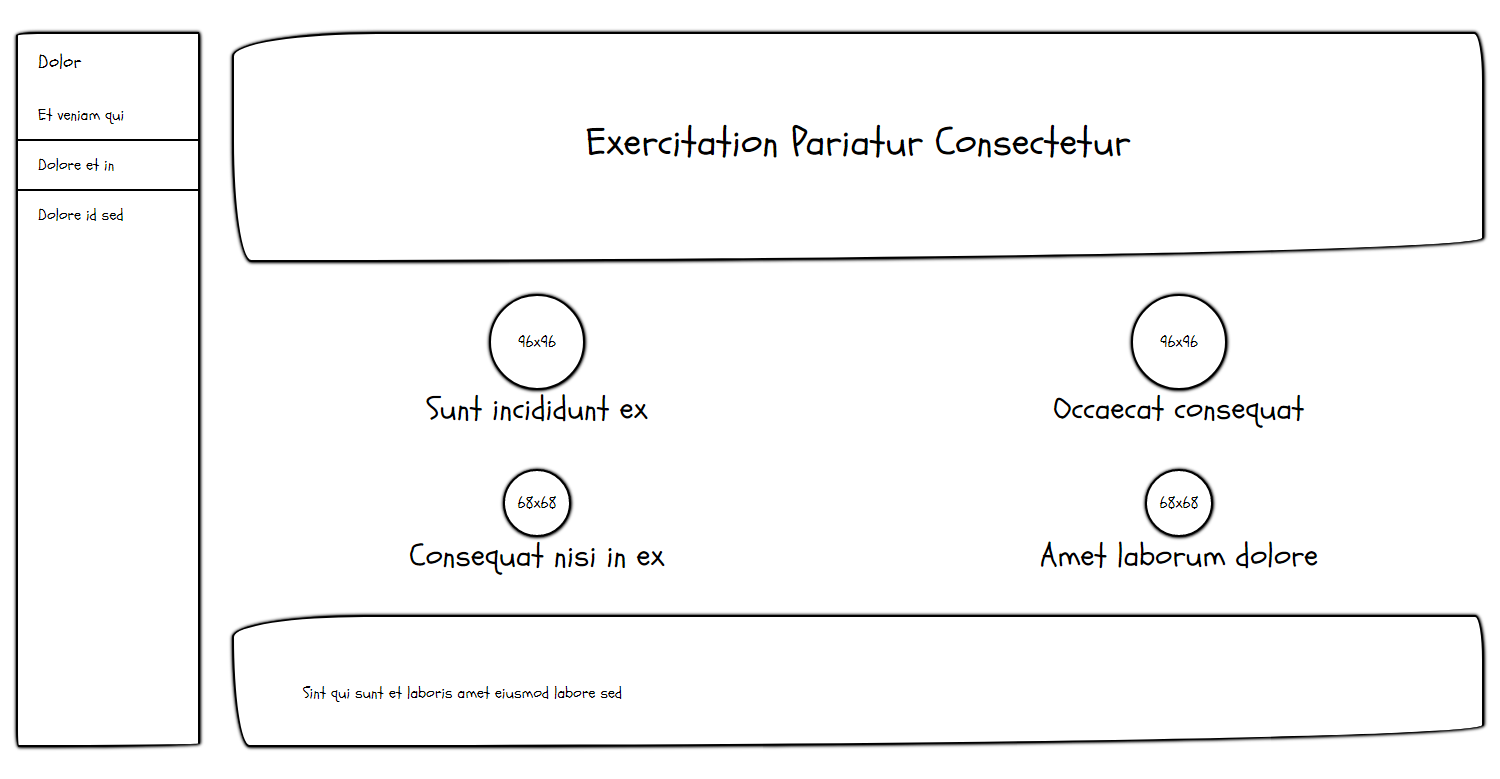 Dolor
Et veniam qui
Dolore et in
Dolore id sed
Exercitation Pariatur Consectetur
96x96
Sunt incididunt ex
96x96
Occaecat consequat
68x68
Consequat nisi in ex
68x68
Amet laborum dolore
Sint qui sunt et laboris amet eiusmod labore sed